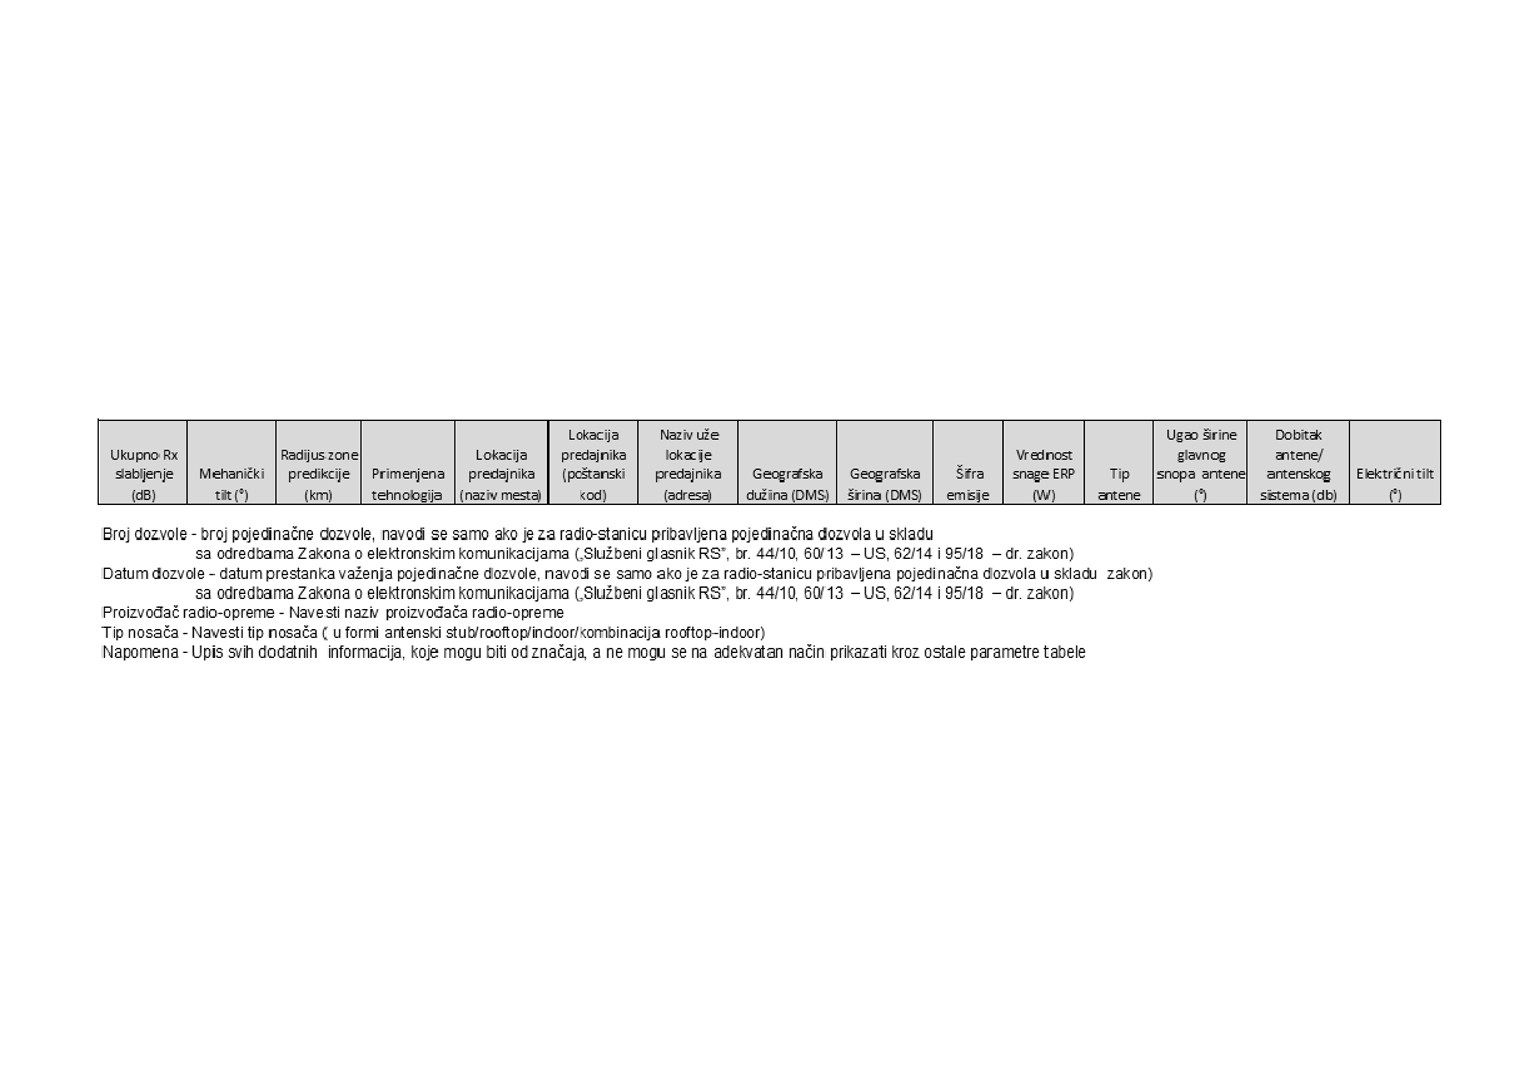 Ukupno Rx slabljenje (dB)
Mehanički tilt (°)
Radijus zone predikcije (km)
Primenjena tehnologija
Lokacija predajnika (naziv mesta)
Lokacija predajnika (poštanski kod)
Naziv uže lokacije predajnika (adresa)
Geografska dužina (DMS)
Geografska širina (DMS)
Šifra emisije
Vrednost snage ERP (W)
Tip antene
Ugao širine glavnog snopa antene (°)
Dobitak antene/ antenskog sistema (db)
Električni tilt (°)
Broj dozvole - broj pojedinačne dozvole, navodi se samo ako je za radio-stanicu pribavljena pojedinačna dozvola u skladu
sa odredbama Zakona o elektronskim komunikacijama („Službeni glasnik RS”, br. 44/10, 60/13 – US, 62/14 i 95/18 – dr. zakon)
Datum dozvole - datum prestanka važenja pojedinačne dozvole, navodi se samo ako je za radio-stanicu pribavljena pojedinačna dozvola u skladu zakon)
sa odredbama Zakona o elektronskim komunikacijama („Službeni glasnik RS”, br. 44/10, 60/13 – US, 62/14 i 95/18 – dr. zakon)
Proizvođač radio-opreme - Navesti naziv proizvođača radio-opreme
Tip nosača - Navesti tip nosača ( u formi antenski stub/rooftop/indoor/kombinacija rooftop-indoor)
Napomena - Upis svih dodatnih informacija, koje mogu biti od značaja, a ne mogu se na adekvatan način prikazati kroz ostale parametre tabele